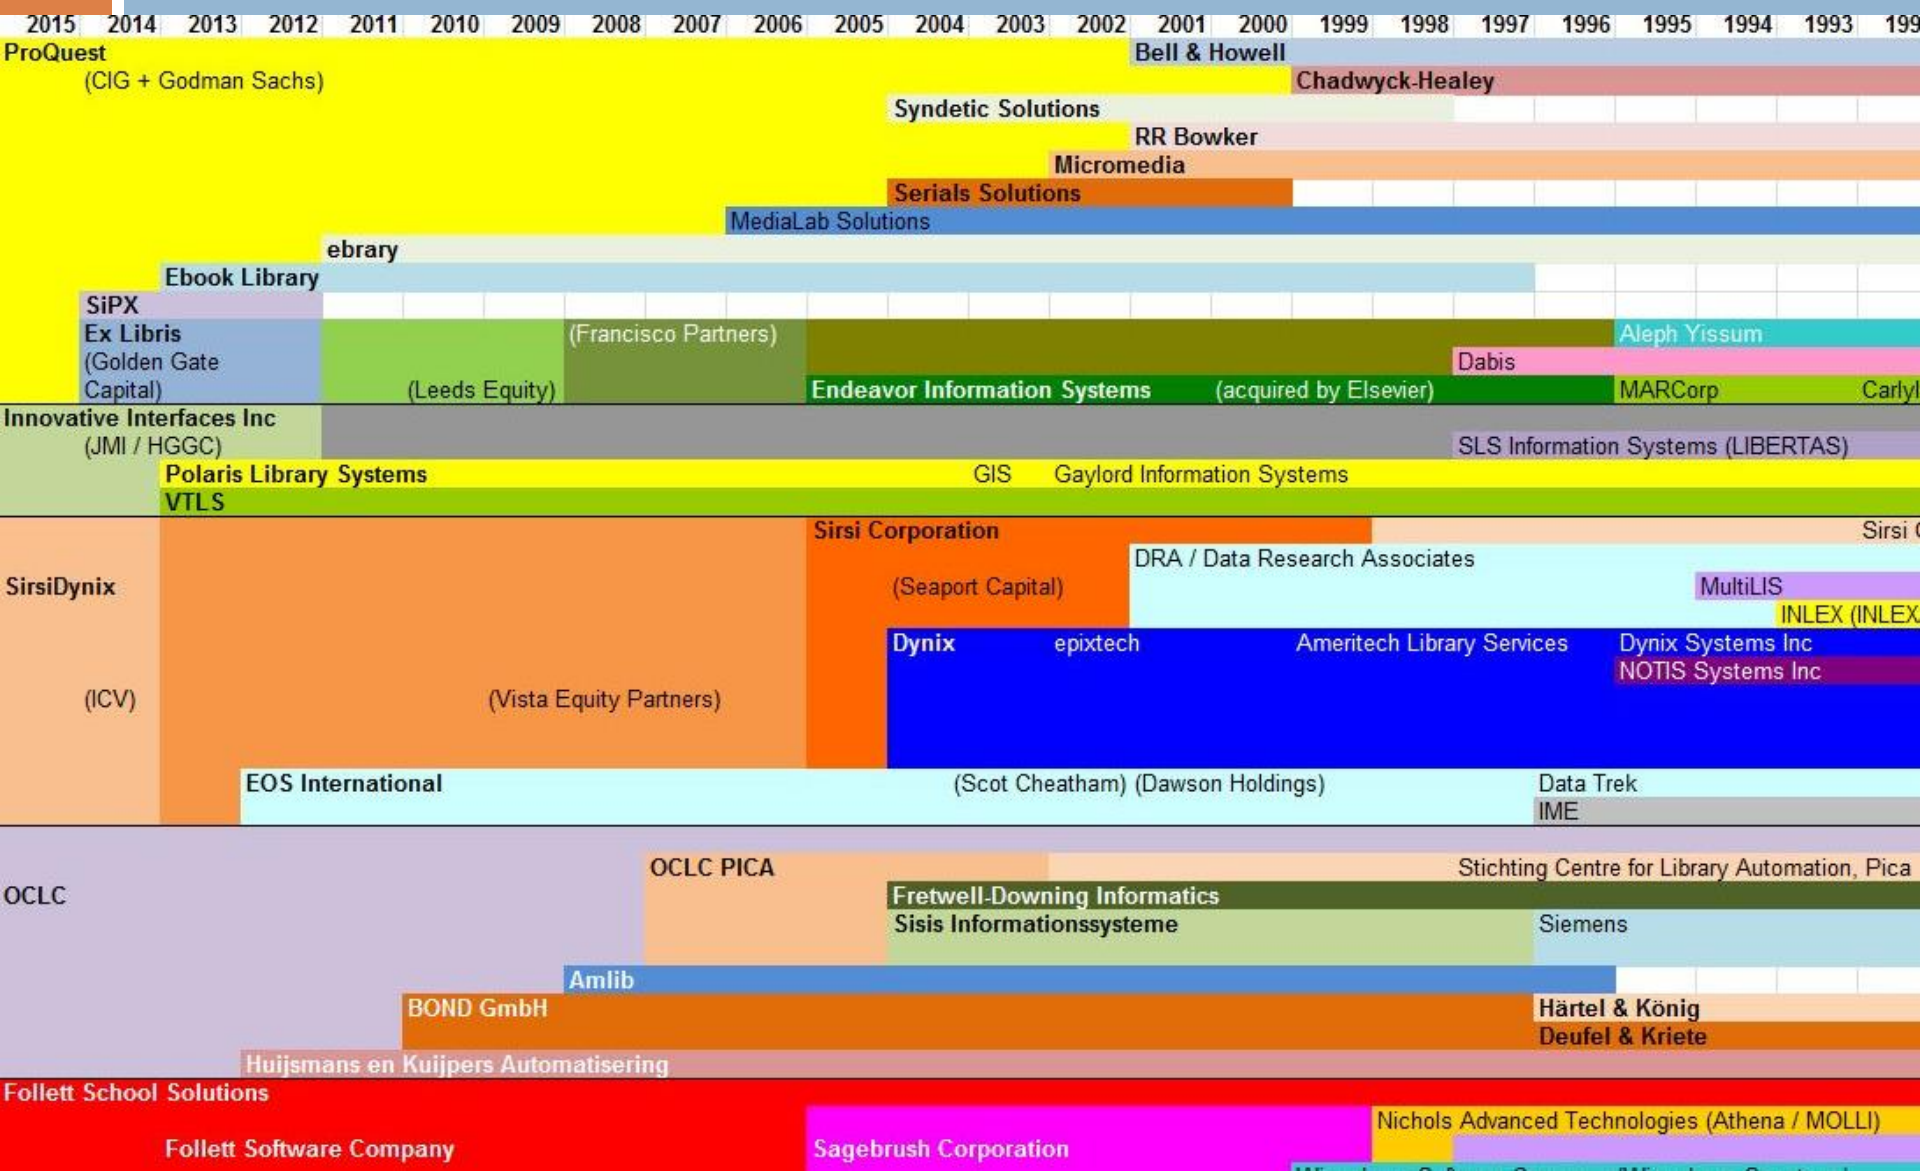 2015 2014 2013 2012 2011 2010 2009 2008 2007 2006 2005 2004 2003 2002 2001 2000 1999 1998 1997 1996 1995 1994 1993 199
ProQuest Bell & Howell
(CIG + Godman Sachs) Chadwyck-Healey
Syndetic Solutions
RR Bowker
Micromedia
Serials Solutions
MediaLab Solutions
ebrary
Ebook Library
SiPX
Ex Libris (Francisco Partners) Aleph Yissum
(Golden Gate Dabis
Capital) (Leeds Equity) Endeavor Information Systems (acquired by Elsevier) MARCorp Carlyl
Innovative Interfaces Inc
(JMI / HGGC) SLS Information Systems (LIBERTAS)
Polaris Library Systems GIS Gaylord Information Systems
VTLS
Sirsi Corporation Sirsi
DRA / Data Research Associates
SirsiDynix (Seaport Capital) MultiLIS
INLEX (INLEX
Dynix epixtech Ameritech Library Services Dynix Systems Inc
NOTIS Systems Inc
(ICV) (Vista Equity Partners)
EOS International (Scot Cheatham) (Dawson Holdings) Data Trek
IME
OCLC PICA Stichting Centre for Library Automation, Pica
OCLC Fretwell-Downing Informatics
Sisis Informationssysteme Siemens
Amlib
BOND GmbH Härtel & König
Deufel & Kriete
Huijsmans en Kuijpers Automatisering
Follett School Solutions
Nichols Advanced Technologies (Athena / MOLLI)
Follett Software Company Sagebrush Corporation